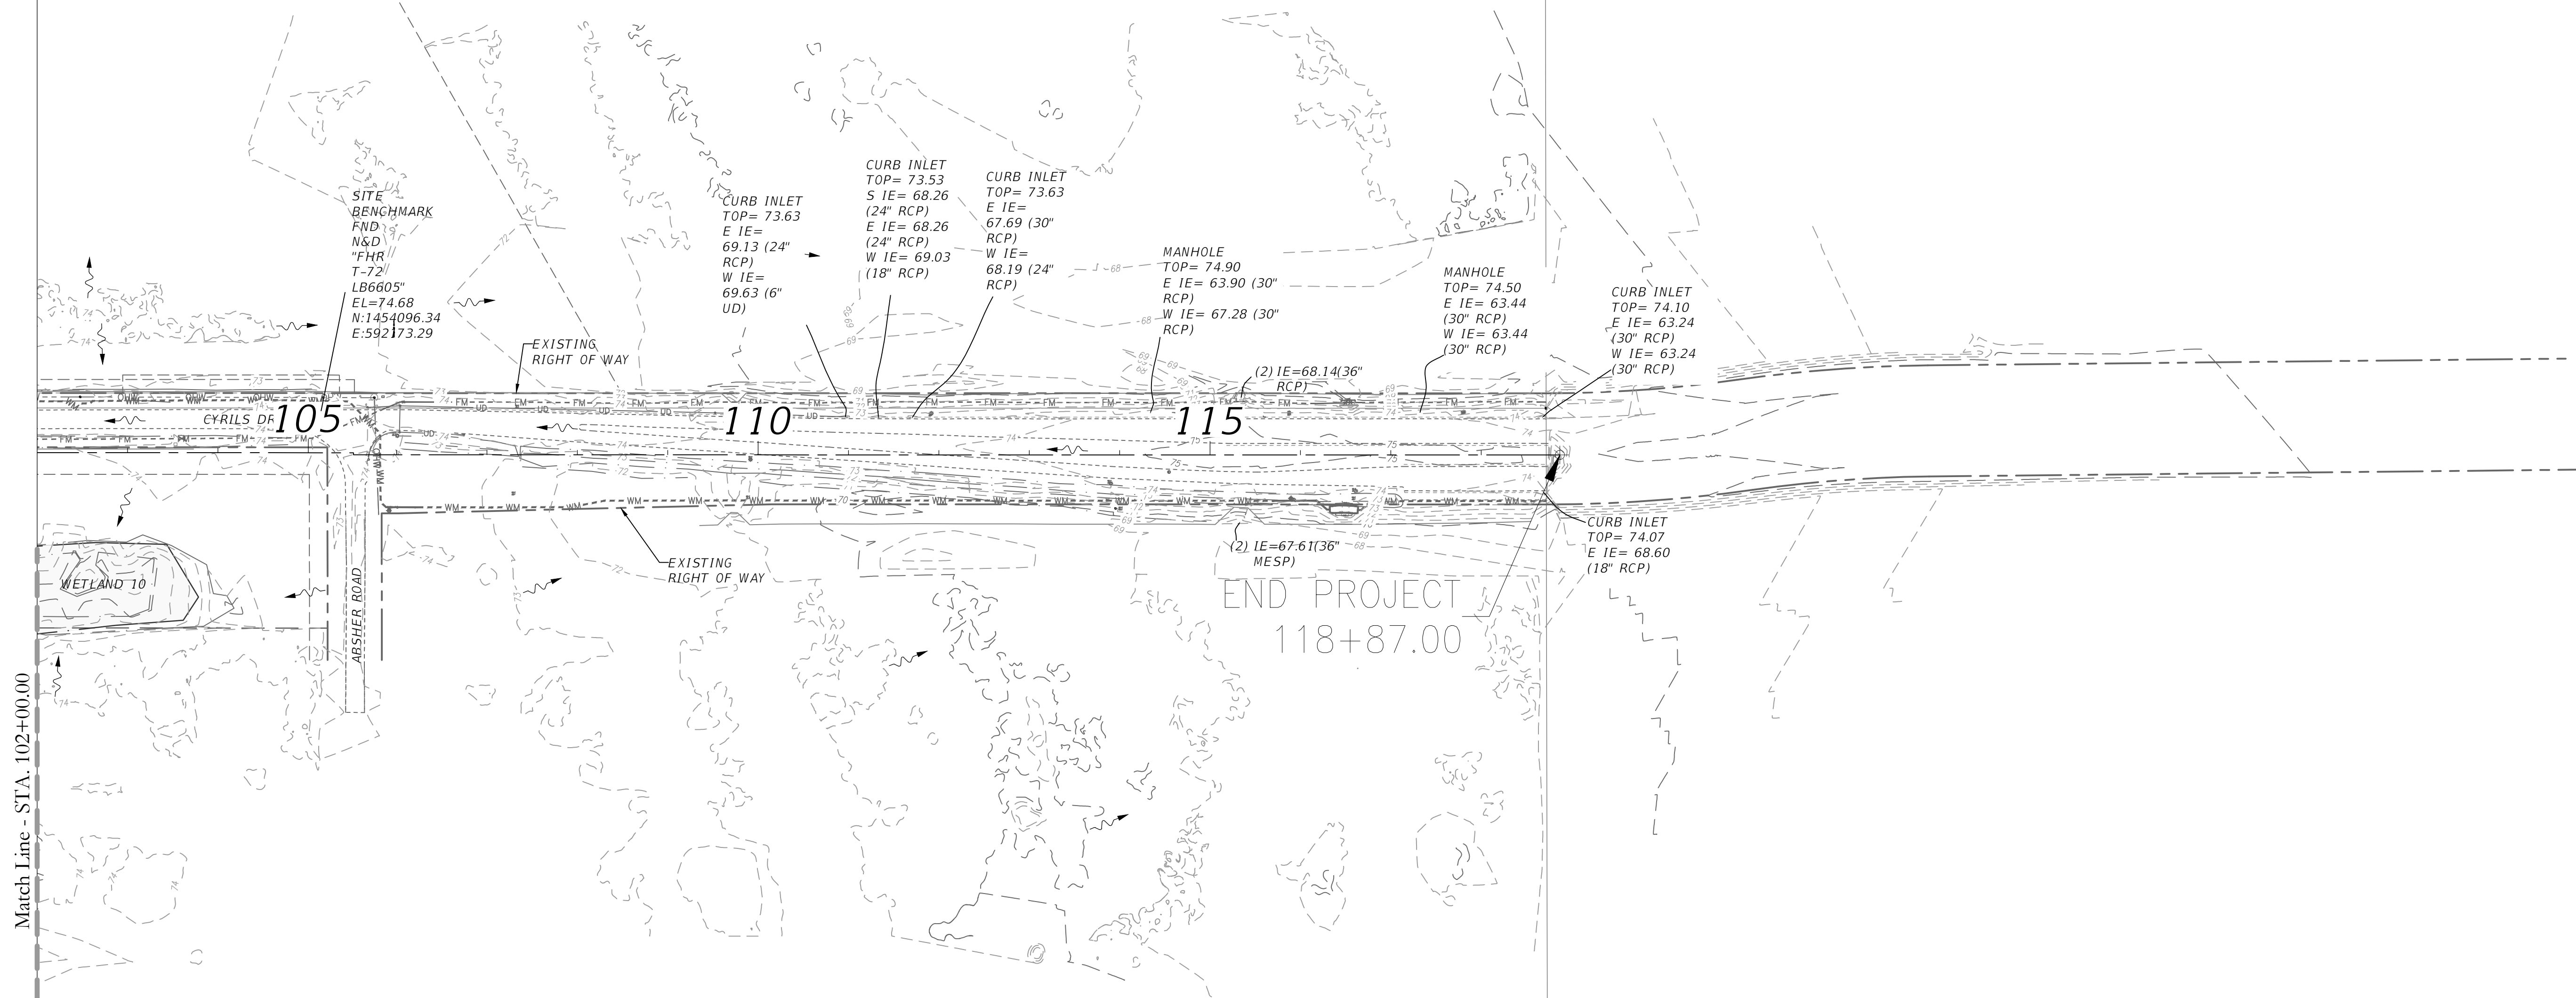 SITE
BENCHMARK
FND
N&D
"FHR
T-72
LB6605"
EL=74.68
N:1454096.34
E:592173.29
CURB INLET
TOP= 73.63
E IE=
69.13 (24"
RCP)
W IE=
69.63 (6"
UD)
CURB INLET
TOP= 73.53
S IE= 68.26
(24" RCP)
E IE= 68.26
(24" RCP)
W IE= 69.03
(18" RCP)
CURB INLET
TOP= 73.63
E IE=
67.69 (30"
RCP)
W IE=
68.19 (24"
RCP)
MANHOLE
TOP= 74.90
E IE= 63.90 (30"
RCP)
W IE= 67.28 (30"
RCP)
MANHOLE
TOP= 74.50
E IE= 63.44
(30" RCP)
W IE= 63.44
(30" RCP)
CURB INLET
TOP= 74.10
E IE= 63.24
(30" RCP)
W IE= 63.24
(30" RCP)
EXISTING
RIGHT OF WAY
(2) IE=68.14(36"
RCP)
CYRILS DR
105
110
115
EXISTING
RIGHT OF WAY
(2) IE=67.61(36"
MESP)
CURB INLET
TOP= 74.07
E IE= 68.60
(18" RCP)
WETLAND 10
ABSHER ROAD
END PROJECT
118+87.00
Match Line - STA. 102+00.00